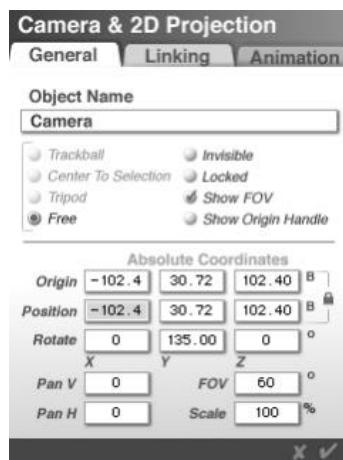 Camera & 2D Projection
General Linking Animation
Object Name
Camera
Trackball Invisible
Center To Selection Locked
Tripod Show FOV
Free Show Origin Handle
Absolute Coordinates
Origin -102.4 30.72 102.40 B
Position -102.4 30.72 102.40 B
Rotate 0 135.00 0 °
X Y Z
Pan V 0 FOV 60 °
Pan H 0 Scale 100 %